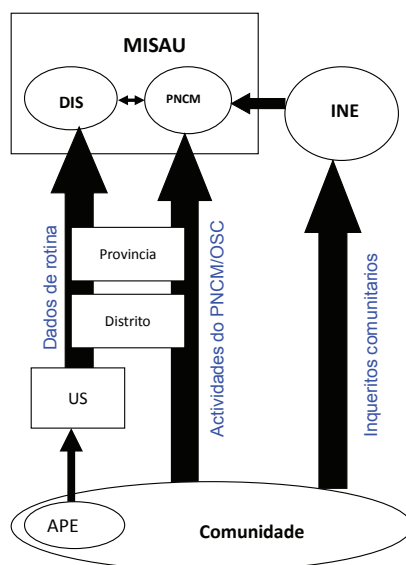 MISAU
DIS
PNCM
INE
Provincia
Distrito
Dados de rotina
Actividades do PNCM/OSC
Inqueritos comunitarios
US
APE
Comunidade